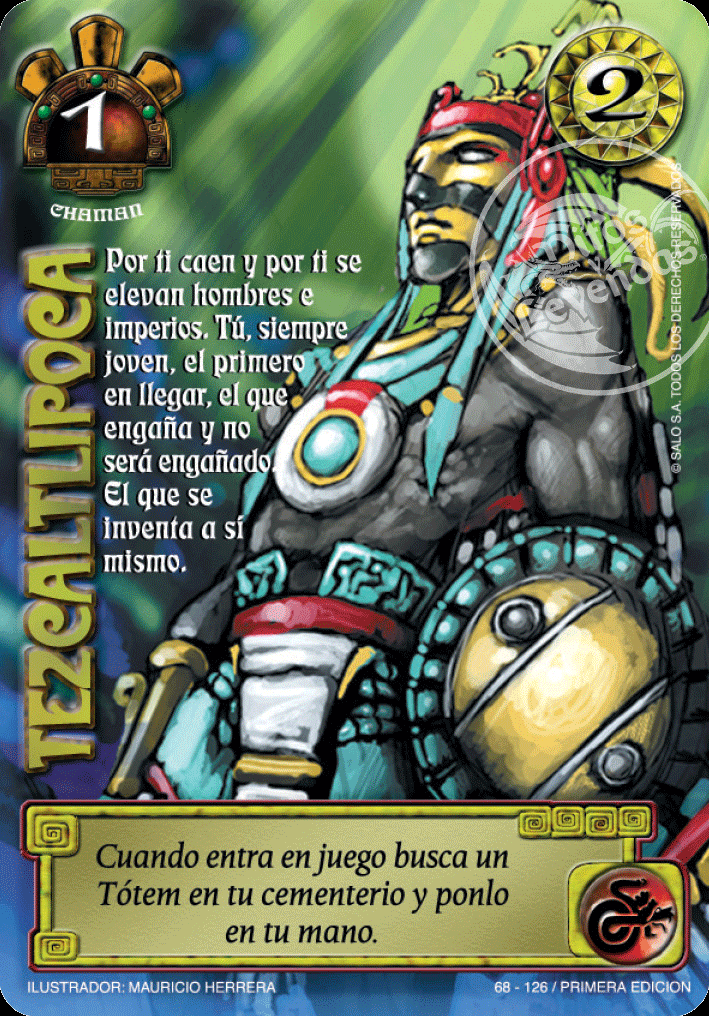 1
2
CHAMAN
TEZCALTLIPOCA
Por ti caen y por ti se
elevan hombres e
imperios. Tú, siempre
joven, el primero
en llegar, el que
engaña y no
será engañado.
El que se
inventa a sí
mismo.
Mitos y
Leyendas
© SALO S.A. TODOS LOS DERECHOS RESERVADOS
Cuando entra en juego busca un
Tótem en tu cementerio y ponlo
en tu mano.
ILUSTRADOR: MAURICIO HERRERA
68 - 126 / PRIMERA EDICION